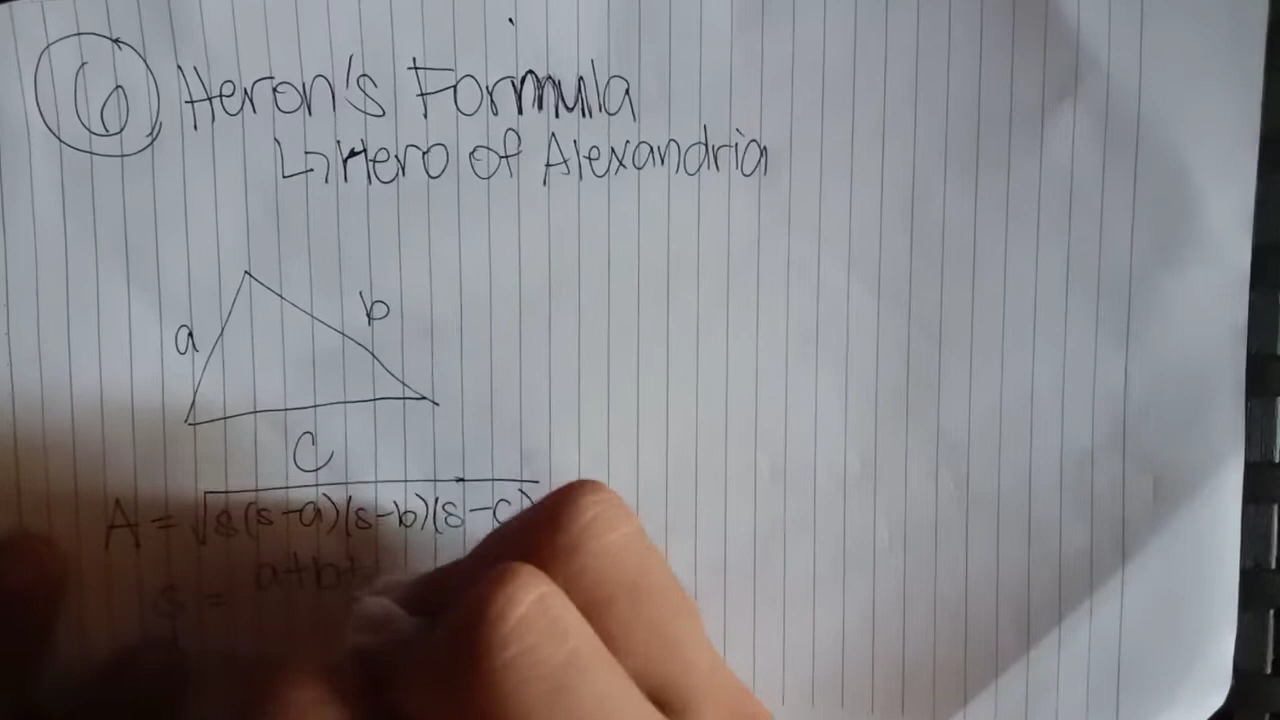 6 Heron's Formula
↳ Hero of Alexandria
a
b
c
A = √s(s-a)(s-b)(s-c)
s = a+b+